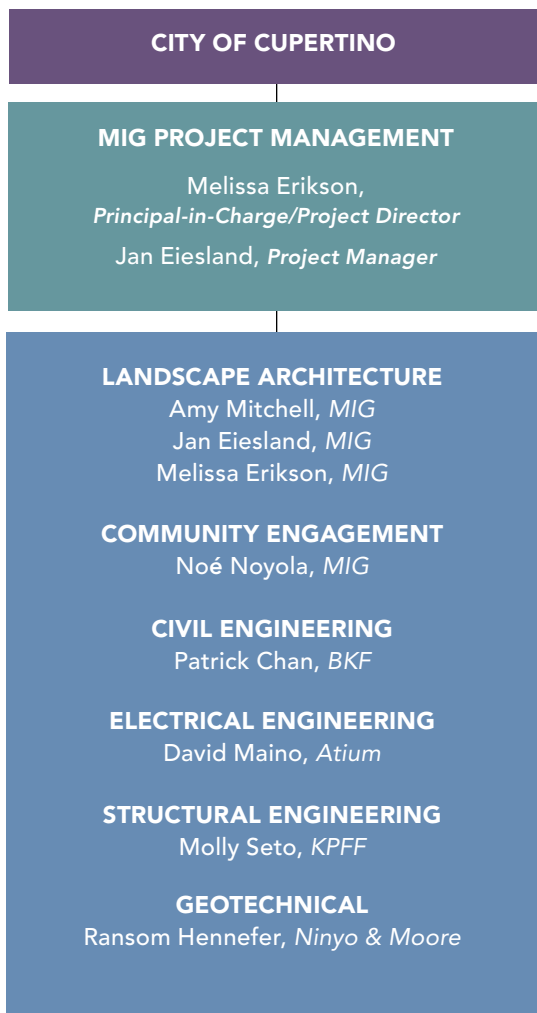 CITY OF CUPERTINO
MIG PROJECT MANAGEMENT
Melissa Erikson,
Principal-in-Charge/Project Director
Jan Eiesland, Project Manager
LANDSCAPE ARCHITECTURE
Amy Mitchell, MIG
Jan Eiesland, MIG
Melissa Erikson, MIG
COMMUNITY ENGAGEMENT
Noé Noyola, MIG
CIVIL ENGINEERING
Patrick Chan, BKF
ELECTRICAL ENGINEERING
David Maino, Atium
STRUCTURAL ENGINEERING
Molly Seto, KPFF
GEOTECHNICAL
Ransom Hennefer, Ninyo & Moore